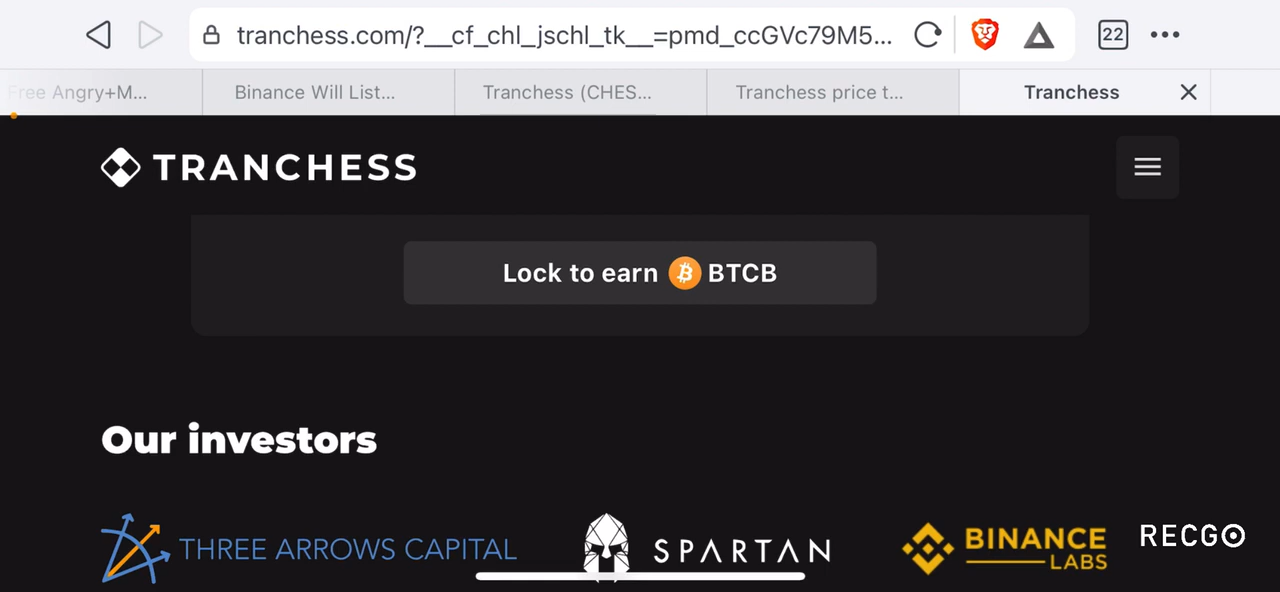 tranchess.com/?__cf_chl_jschl_tk__=pmd_ccGVc79M5...
22
Free Angry+M...
Binance Will List...
Tranchess (CHES...
Tranchess price t...
Tranchess
TRANCHESS
Lock to earn BTCB
Our investors
THREE ARROWS CAPITAL
SPARTAN
BINANCE
LABS
RECGO